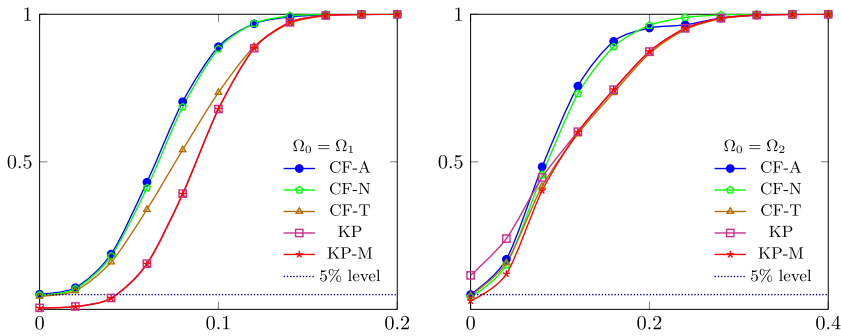 1
0.5
Ω₀ = Ω₁
CF-A
CF-N
CF-T
KP
KP-M
5% level
0
0.1
0.2
1
0.5
Ω₀ = Ω₂
CF-A
CF-N
CF-T
KP
KP-M
5% level
0
0.2
0.4